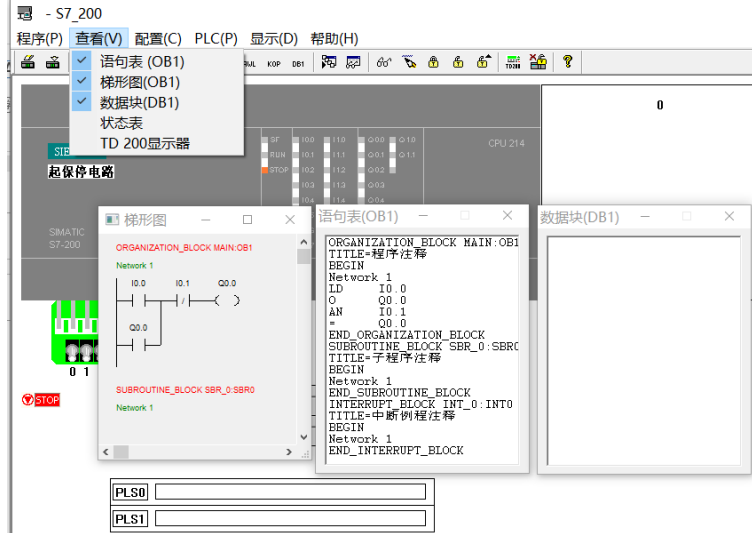 - S7_200
程序(P) 查看(V) 配置(C) PLC(P) 显示(D) 帮助(H)
语句表 (OB1)
梯形图(OB1)
数据块(DB1)
状态表
TD 200显示器
KOP DB1
TD200
0
SIE
起保停电路
SF I0.0 I1.0 Q0.0 Q1.0
RUN I0.1 I1.1 Q0.1 Q1.1
STOP I0.2 I1.2 Q0.2
I0.3 I1.3 Q0.3
I0.4 I1.4 Q0.4
CPU 214
SIMATIC
S7-200
梯形图
ORGANIZATION_BLOCK MAIN:OB1
Network 1
I0.0 I0.1 Q0.0
Q0.0
SUBROUTINE_BLOCK SBR_0:SBR0
Network 1
语句表(OB1)
ORGANIZATION_BLOCK MAIN:OB1
TITLE=程序注释
BEGIN
Network 1
LD I0.0
O Q0.0
AN I0.1
= Q0.0
END_ORGANIZATION_BLOCK
SUBROUTINE_BLOCK SBR_0:SBR
TITLE=子程序注释
BEGIN
Network 1
END_SUBROUTINE_BLOCK
INTERRUPT_BLOCK INT_0:INT0
TITLE=中断例程注释
BEGIN
Network 1
END_INTERRUPT_BLOCK
数据块(DB1)
0 1
STOP
PLS0
PLS1